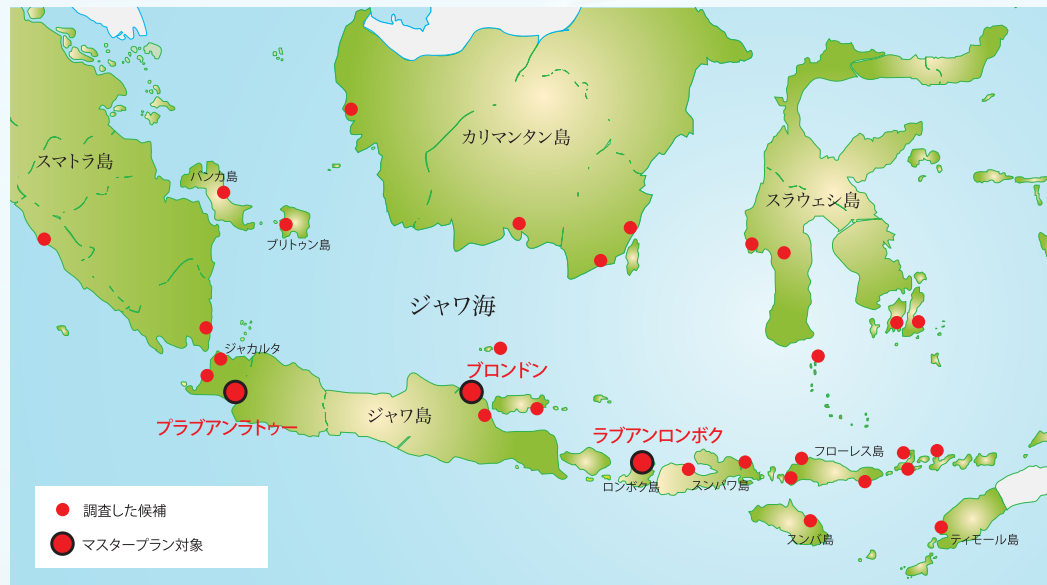 カリマンタン島
スマトラ島
バンカ島
スラウェシ島
ブリトゥン島
ジャワ海
ジャカルタ
ブロンドン
ジャワ島
プラブアンラトゥー
ラブアンロンボク
フローレス島
ロンボク島
スンバワ島
調査した候補
マスタープラン対象
スンバ島
ティモール島